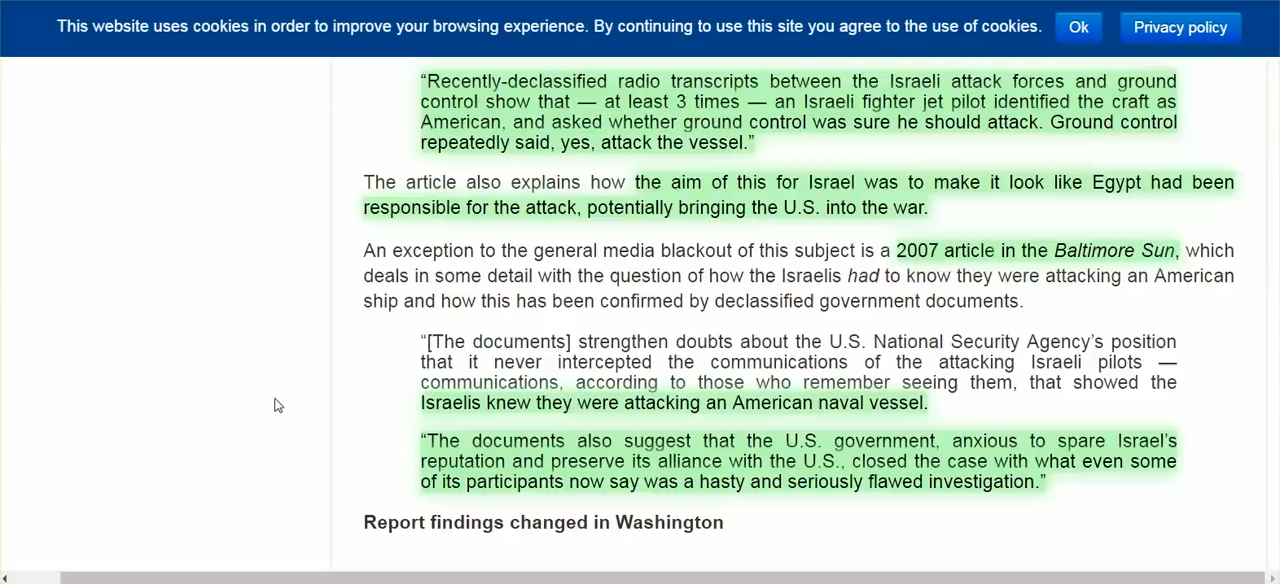 This website uses cookies in order to improve your browsing experience. By continuing to use this site you agree to the use of cookies. Ok Privacy policy
“Recently-declassified radio transcripts between the Israeli attack forces and ground
control show that — at least 3 times — an Israeli fighter jet pilot identified the craft as
American, and asked whether ground control was sure he should attack. Ground control
repeatedly said, yes, attack the vessel.”
The article also explains how the aim of this for Israel was to make it look like Egypt had been
responsible for the attack, potentially bringing the U.S. into the war.
An exception to the general media blackout of this subject is a 2007 article in the Baltimore Sun, which
deals in some detail with the question of how the Israelis had to know they were attacking an American
ship and how this has been confirmed by declassified government documents.
“[The documents] strengthen doubts about the U.S. National Security Agency’s position
that it never intercepted the communications of the attacking Israeli pilots —
communications, according to those who remember seeing them, that showed the
Israelis knew they were attacking an American naval vessel.
“The documents also suggest that the U.S. government, anxious to spare Israel’s
reputation and preserve its alliance with the U.S., closed the case with what even some
of its participants now say was a hasty and seriously flawed investigation.”
Report findings changed in Washington